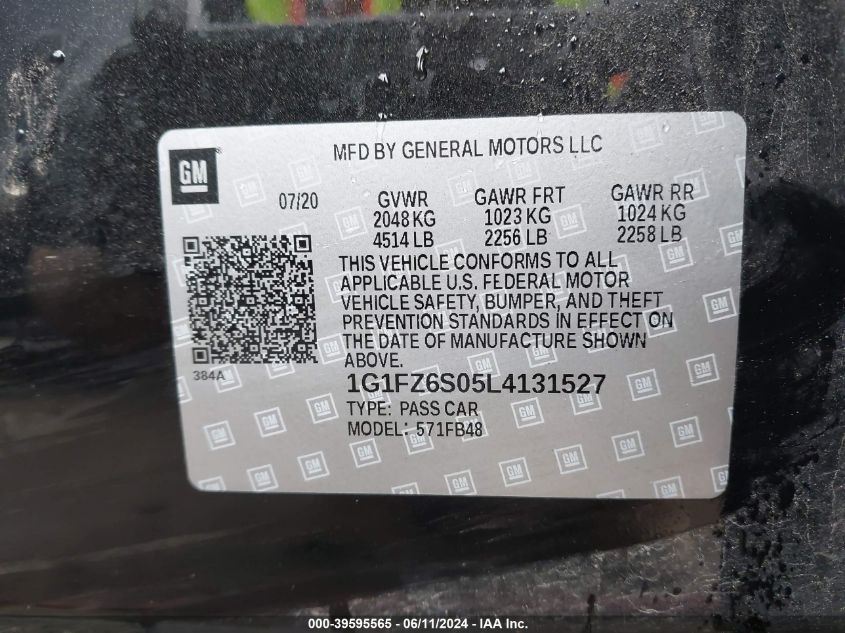 GM
MFD BY GENERAL MOTORS LLC
07/20
GVWR GAWR FRT GAWR RR
2048 KG 1023 KG 1024 KG
4514 LB 2256 LB 2258 LB
THIS VEHICLE CONFORMS TO ALL
APPLICABLE U.S. FEDERAL MOTOR
VEHICLE SAFETY, BUMPER, AND THEFT
PREVENTION STANDARDS IN EFFECT ON
THE DATE OF MANUFACTURE SHOWN
ABOVE.
384A
1G1FZ6S05L4131527
TYPE: PASS CAR
MODEL: 571FB48
000-39595565 / 06/11/2024 - IAA Inc.